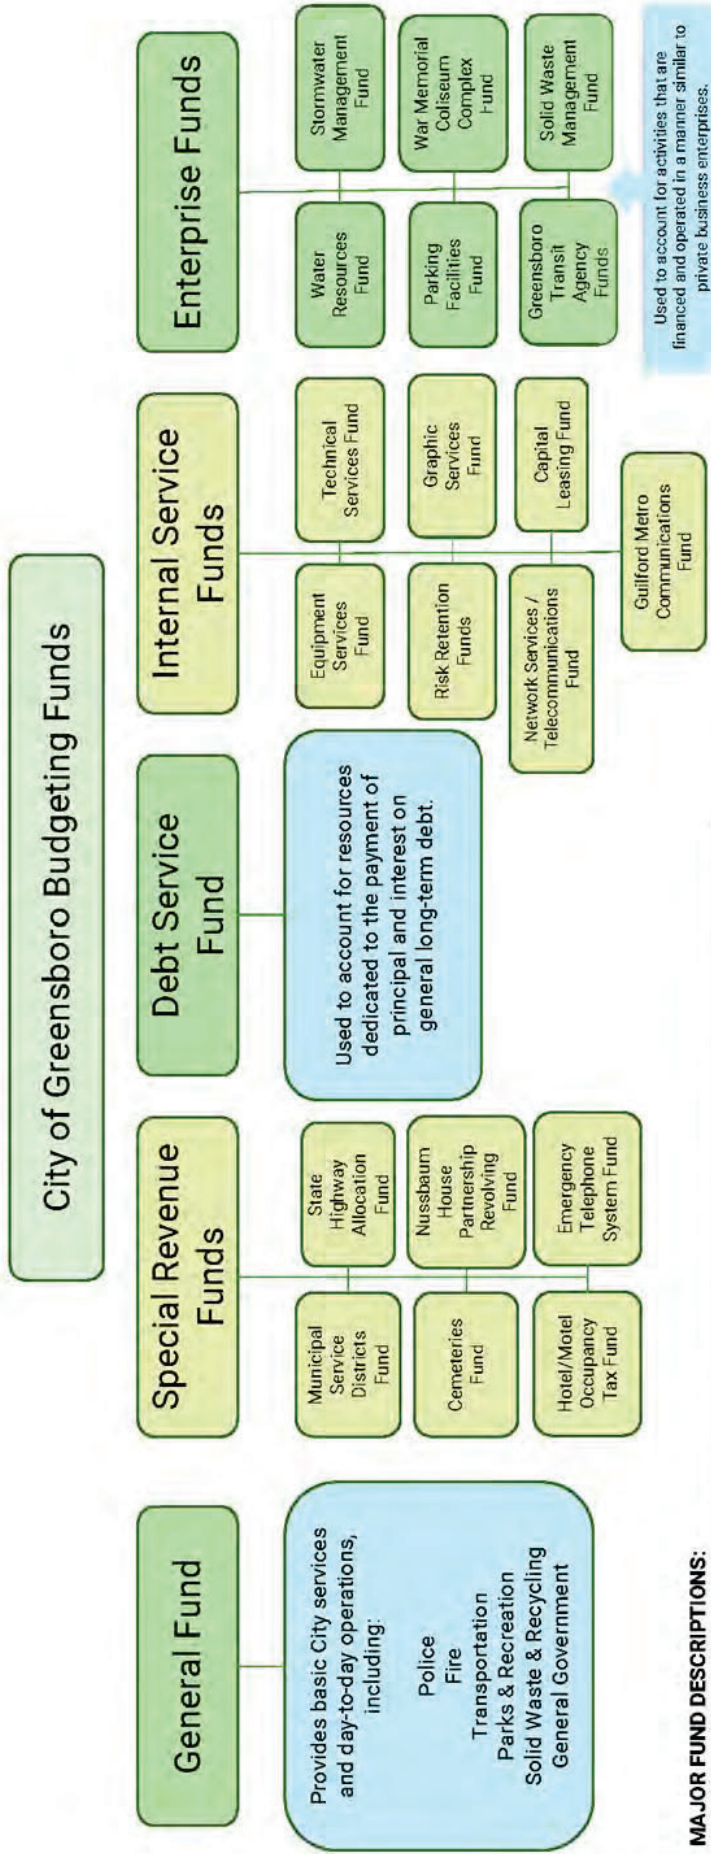 City of Greensboro Budgeting Funds
General Fund
Provides basic City services
and day-to-day operations,
including:
Police
Fire
Transportation
Parks & Recreation
Solid Waste & Recycling
General Government
Special Revenue
Funds
Municipal
Service
Districts
Fund
State
Highway
Allocation
Fund
Cemeteries
Fund
Nussbaum
House
Partnership
Revolving
Fund
Hotel/Motel
Occupancy
Tax Fund
Emergency
Telephone
System Fund
Debt Service
Fund
Used to account for resources
dedicated to the payment of
principal and interest on
general long-term debt.
Internal Service
Funds
Equipment
Services
Fund
Technical
Services Fund
Risk Retention
Funds
Graphic
Services
Fund
Network Services /
Telecommunications
Fund
Capital
Leasing Fund
Guilford Metro
Communications
Fund
Enterprise Funds
Water
Resources
Fund
Stormwater
Management
Fund
Parking
Facilities
Fund
War Memorial
Coliseum
Complex
Fund
Greensboro
Transit
Agency
Funds
Solid Waste
Management
Fund
Used to account for activities that are
financed and operated in a manner similar to
private business enterprises.
MAJOR FUND DESCRIPTIONS: